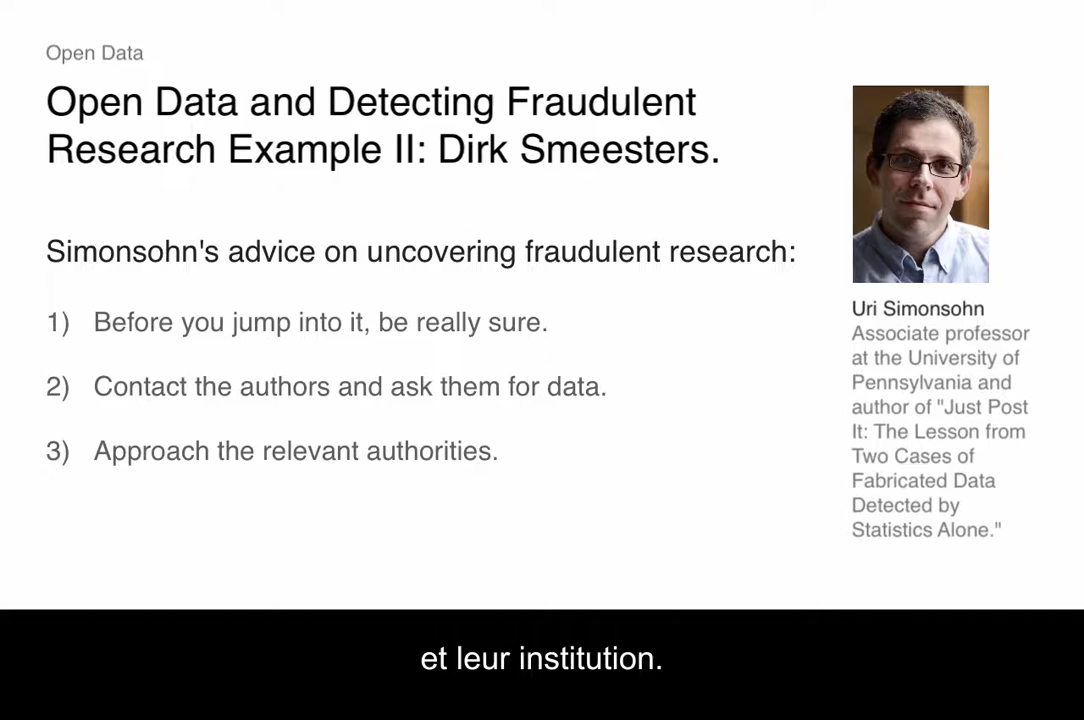 Open Data
Open Data and Detecting Fraudulent
Research Example II: Dirk Smeesters.
Simonsohn's advice on uncovering fraudulent research:
1) Before you jump into it, be really sure.
2) Contact the authors and ask them for data.
3) Approach the relevant authorities.
Uri Simonsohn
Associate professor
at the University of
Pennsylvania and
author of "Just Post
It: The Lesson from
Two Cases of
Fabricated Data
Detected by
Statistics Alone."
et leur institution.